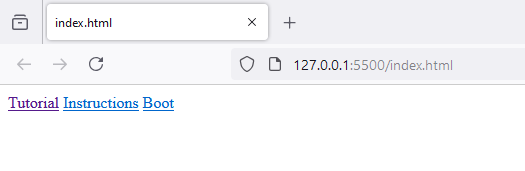 index.html
127.0.0.1:5500/index.html
Tutorial Instructions Boot